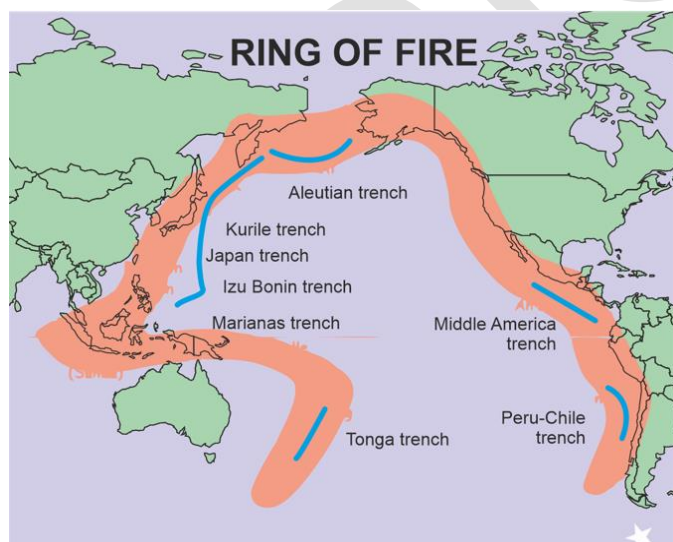 RING OF FIRE
Aleutian trench
Kurile trench
Japan trench
Izu Bonin trench
Marianas trench
Middle America
trench
Tonga trench
Peru-Chile
trench